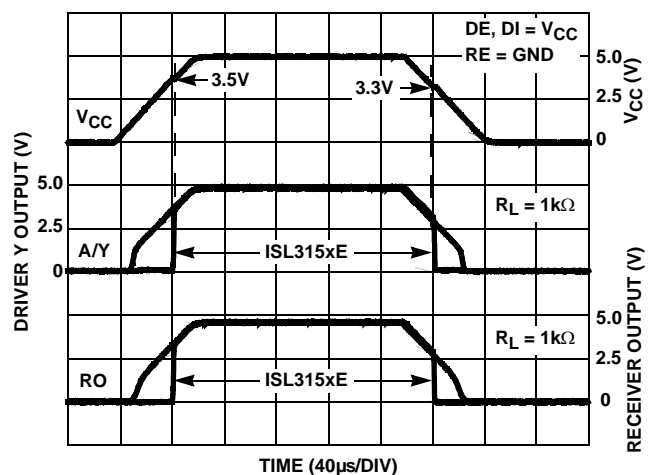 DE, DI = VCC
RE = GND
5.0
2.5
0
VCC (V)
3.5V
3.3V
VCC
DRIVER Y OUTPUT (V)
5.0
2.5
0
RL = 1kΩ
A/Y
ISL315xE
RECEIVER OUTPUT (V)
5.0
2.5
0
RL = 1kΩ
RO
ISL315xE
TIME (40µs/DIV)